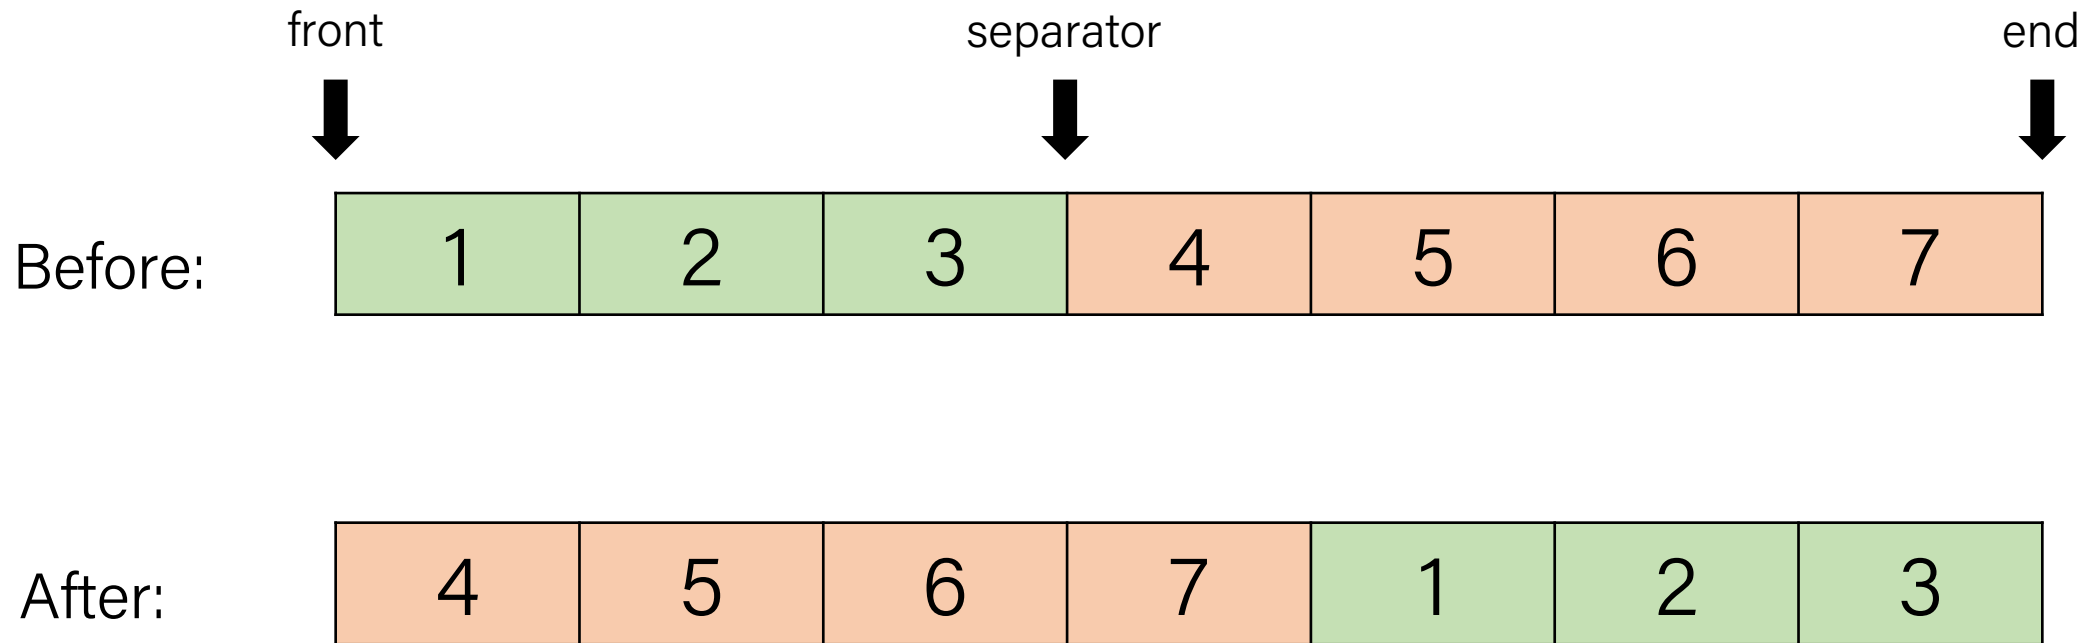 front separator end
Before: 1 2 3 4 5 6 7
After: 4 5 6 7 1 2 3